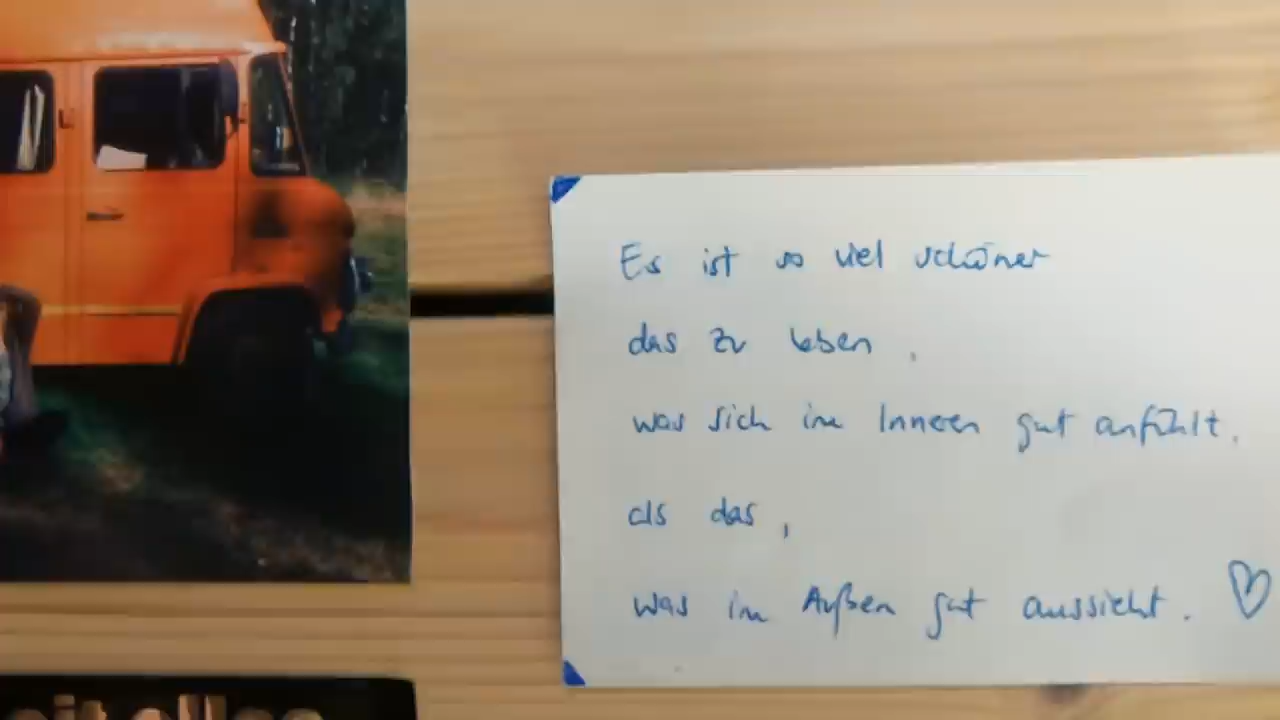 Es ist so viel schöner
das zu leben,
was sich im Inneren gut anfühlt,
als das,
was im Außen gut aussieht. ♡